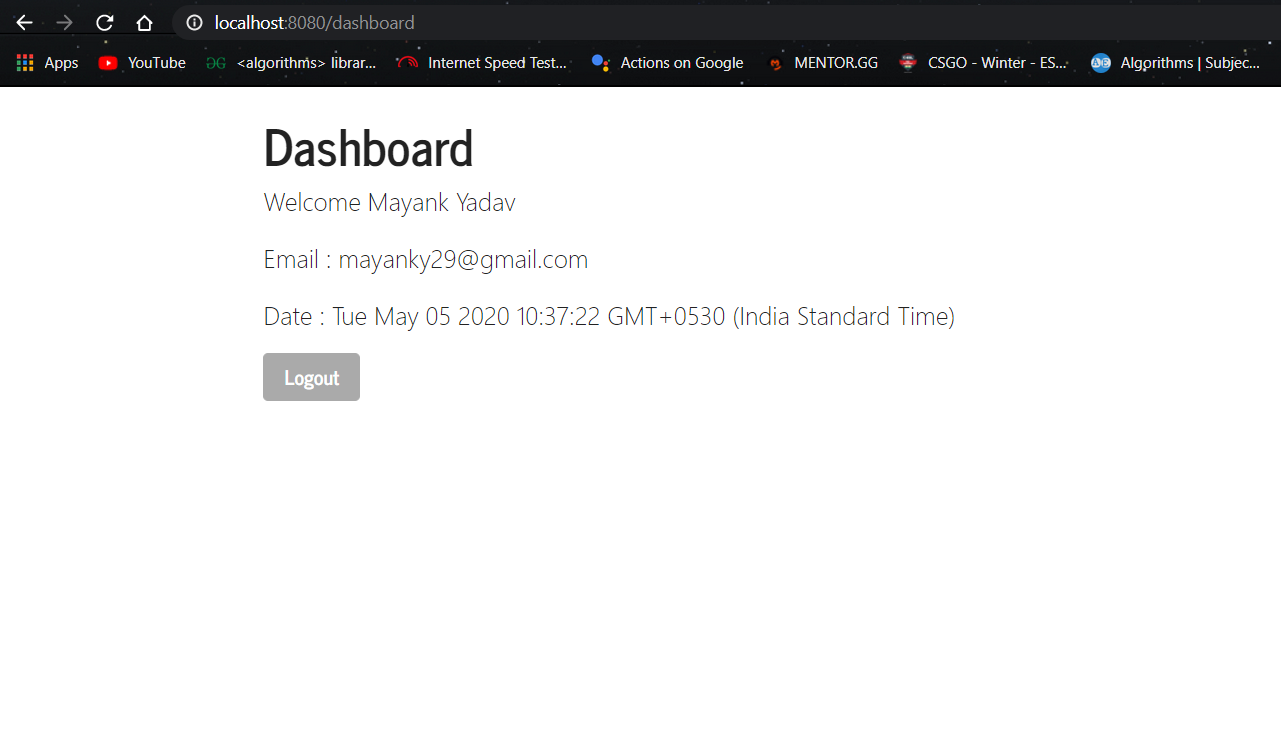 localhost:8080/dashboard
Apps YouTube <algorithms> librar... Internet Speed Test... Actions on Google MENTOR.GG CSGO - Winter - ES... Algorithms | Subjec...
Dashboard
Welcome Mayank Yadav
Email : mayanky29@gmail.com
Date : Tue May 05 2020 10:37:22 GMT+0530 (India Standard Time)
Logout